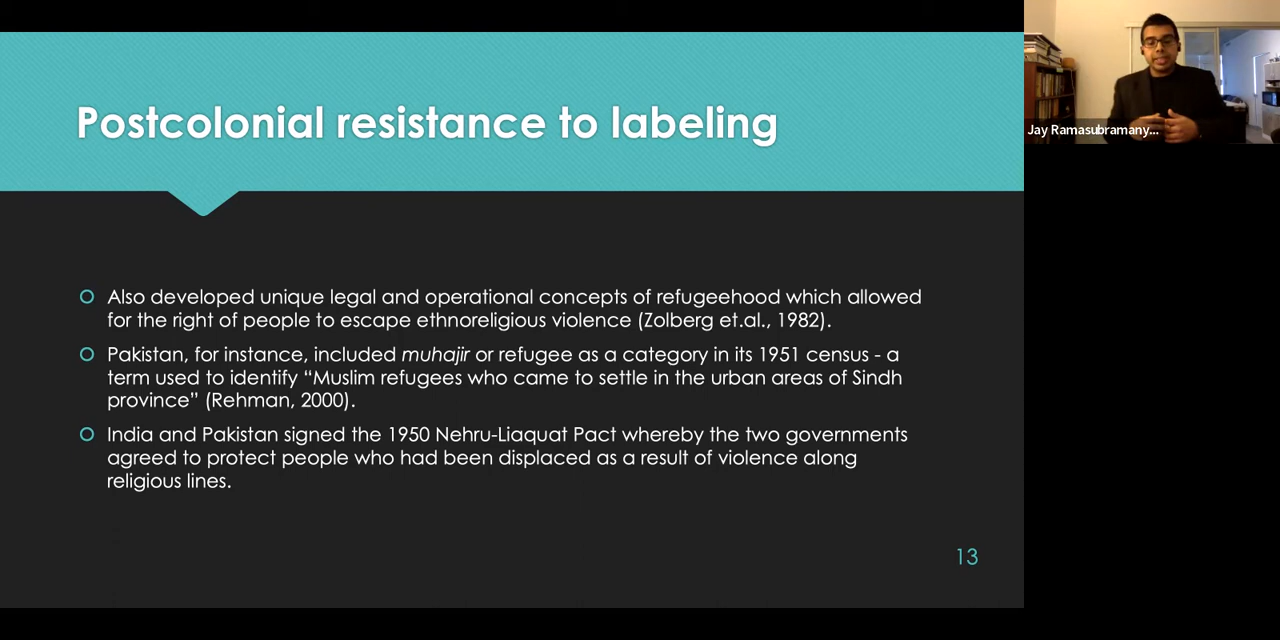 Postcolonial resistance to labeling
Jay Ramasubramany...
Also developed unique legal and operational concepts of refugeehood which allowed
for the right of people to escape ethnoreligious violence (Zolberg et.al., 1982).
Pakistan, for instance, included muhajir or refugee as a category in its 1951 census - a
term used to identify “Muslim refugees who came to settle in the urban areas of Sindh
province” (Rehman, 2000).
India and Pakistan signed the 1950 Nehru-Liaquat Pact whereby the two governments
agreed to protect people who had been displaced as a result of violence along
religious lines.
13